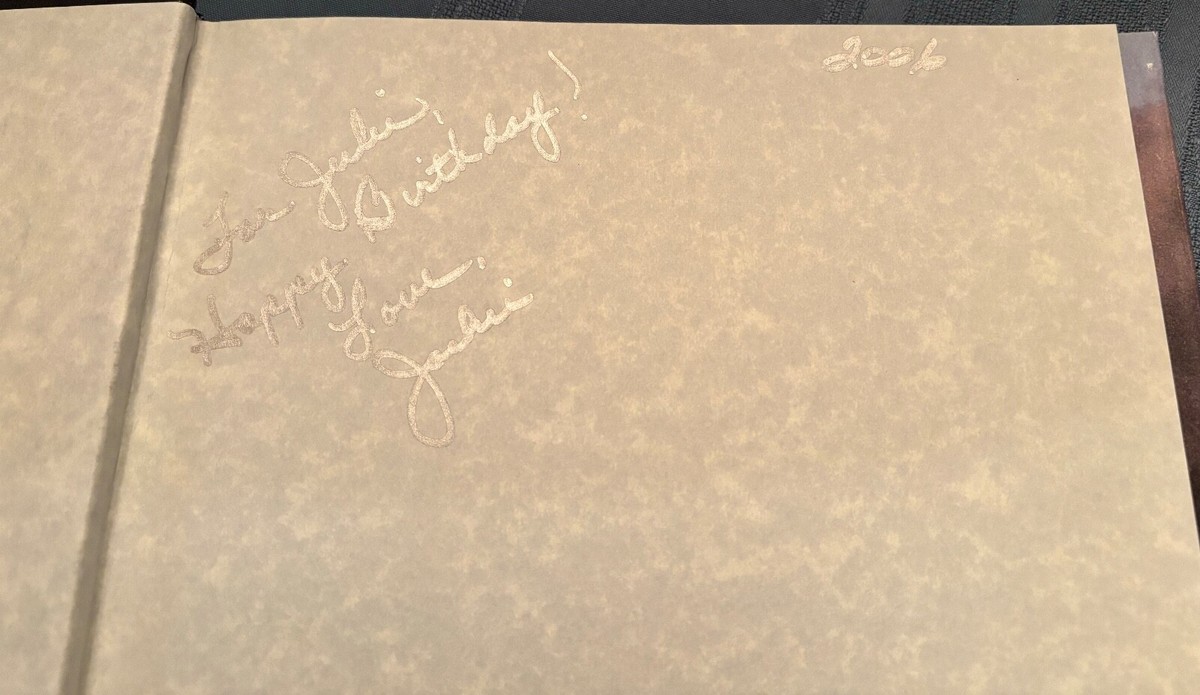 2006
For Julie,
Happy Birthday!
Love,
Jackie